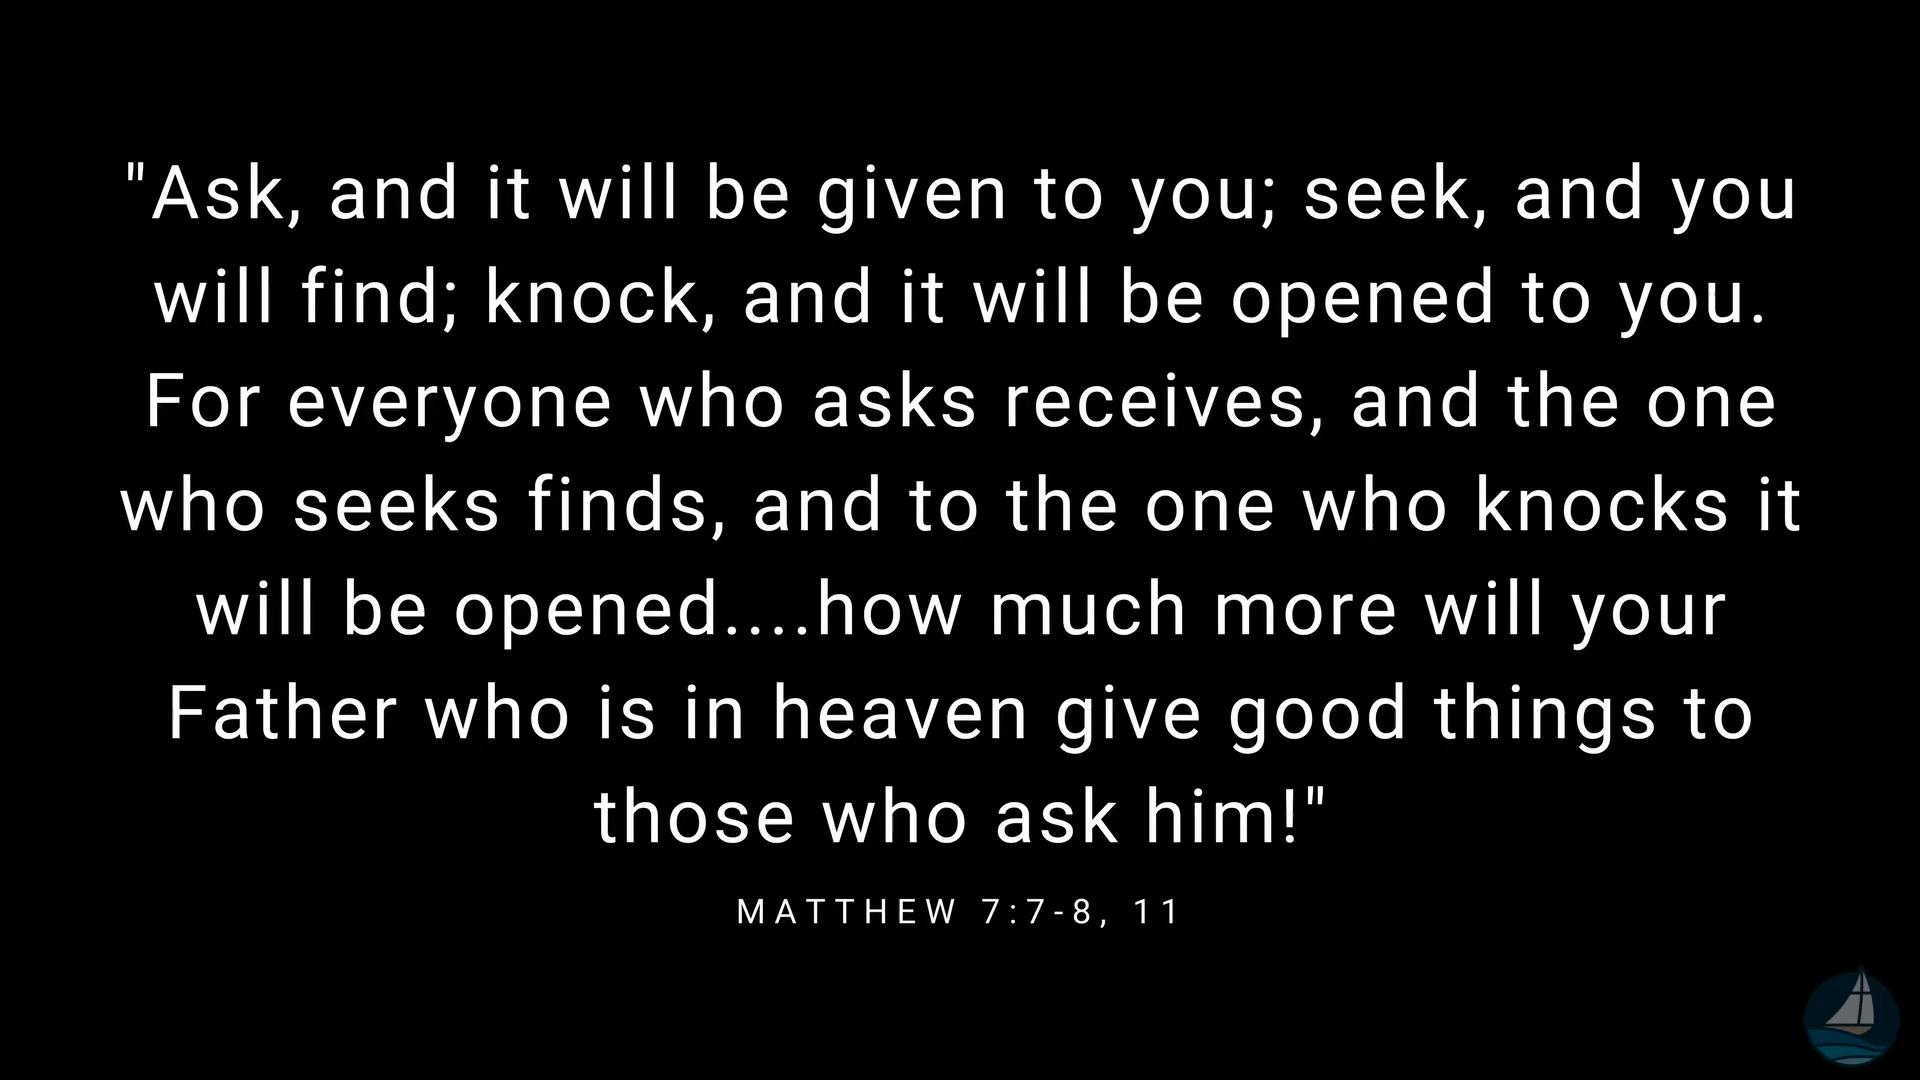 "Ask, and it will be given to you; seek, and you
will find; knock, and it will be opened to you.
For everyone who asks receives, and the one
who seeks finds, and to the one who knocks it
will be opened....how much more will your
Father who is in heaven give good things to
those who ask him!"
MATTHEW 7:7-8, 11